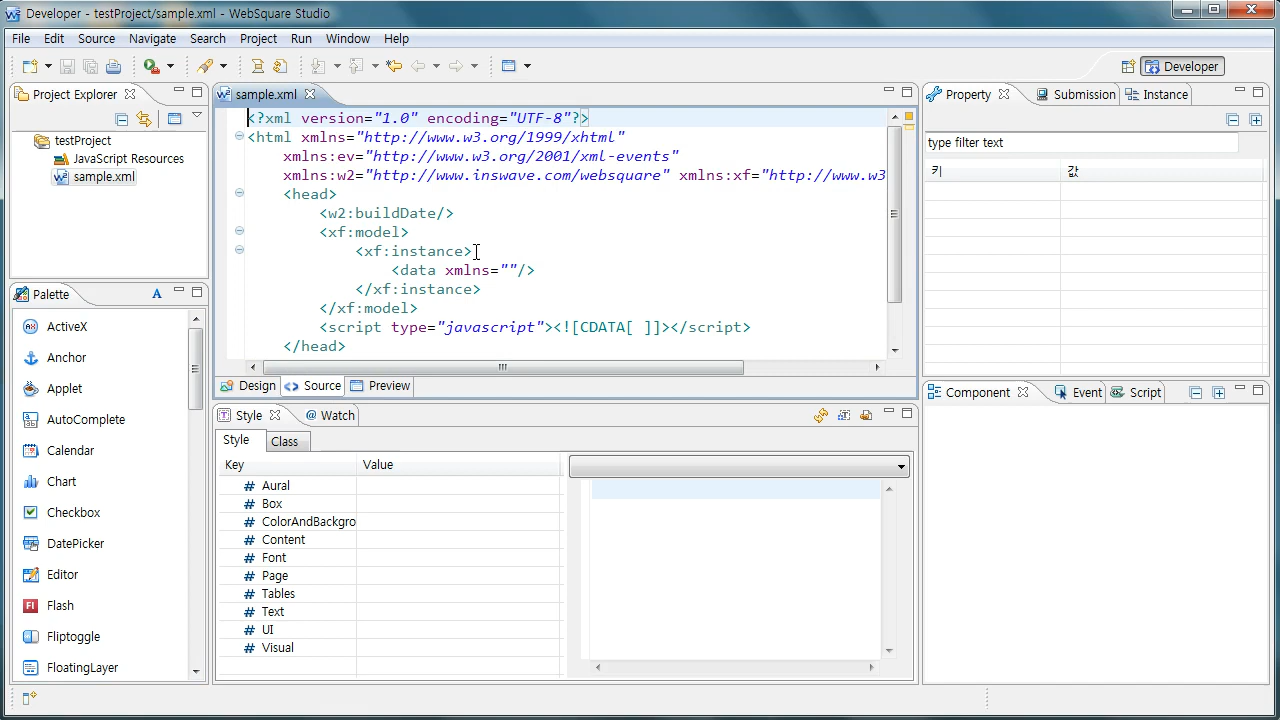 Developer - testProject/sample.xml - WebSquare Studio
File Edit Source Navigate Search Project Run Window Help
Developer
Project Explorer
testProject
JavaScript Resources
sample.xml
sample.xml
<?xml version="1.0" encoding="UTF-8"?>
<html xmlns="http://www.w3.org/1999/xhtml"
xmlns:ev="http://www.w3.org/2001/xml-events"
xmlns:w2="http://www.inswave.com/websquare" xmlns:xf="http://www.w3
<head>
<w2:buildDate/>
<xf:model>
<xf:instance>
<data xmlns=""/>
</xf:instance>
</xf:model>
<script type="javascript"><![CDATA[ ]]></script>
</head>
Design Source Preview
Property Submission Instance
type filter text
키 값
Palette A
ActiveX
Anchor
Applet
AutoComplete
Calendar
Chart
Checkbox
DatePicker
Editor
Flash
Fliptoggle
FloatingLayer
Style @ Watch
Style Class
Key Value
# Aural
# Box
# ColorAndBackgro
# Content
# Font
# Page
# Tables
# Text
# UI
# Visual
Component Event Script